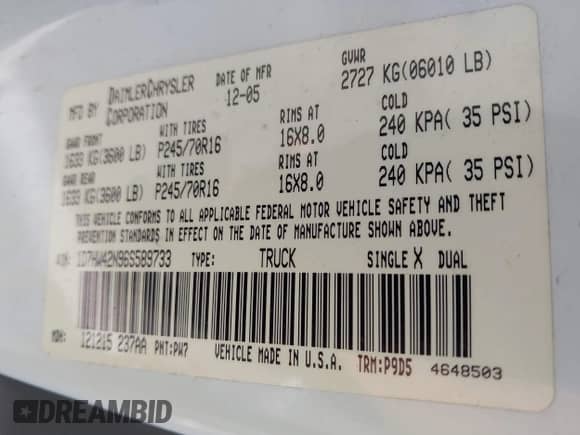 MFD BY DAIMLERCHRYSLER CORPORATION
DATE OF MFR 12-05
GVWR 2727 KG(06010 LB)
GAWR FRONT WITH TIRES RIMS AT COLD
1633 KG(3600 LB) P245/70R16 16X8.0 240 KPA( 35 PSI)
GAWR REAR WITH TIRES RIMS AT COLD
1633 KG(3600 LB) P245/70R16 16X8.0 240 KPA( 35 PSI)
THIS VEHICLE CONFORMS TO ALL APPLICABLE FEDERAL MOTOR VEHICLE SAFETY AND THEFT
PREVENTION STANDARDS IN EFFECT ON THE DATE OF MANUFACTURE SHOWN ABOVE.
VIN: 1D7HW42N96S589733 TYPE: TRUCK SINGLE X DUAL
MDH: 121215 237AA PNT:PW7 VEHICLE MADE IN U.S.A. TRM:P9D5 4648503
DREAMBID